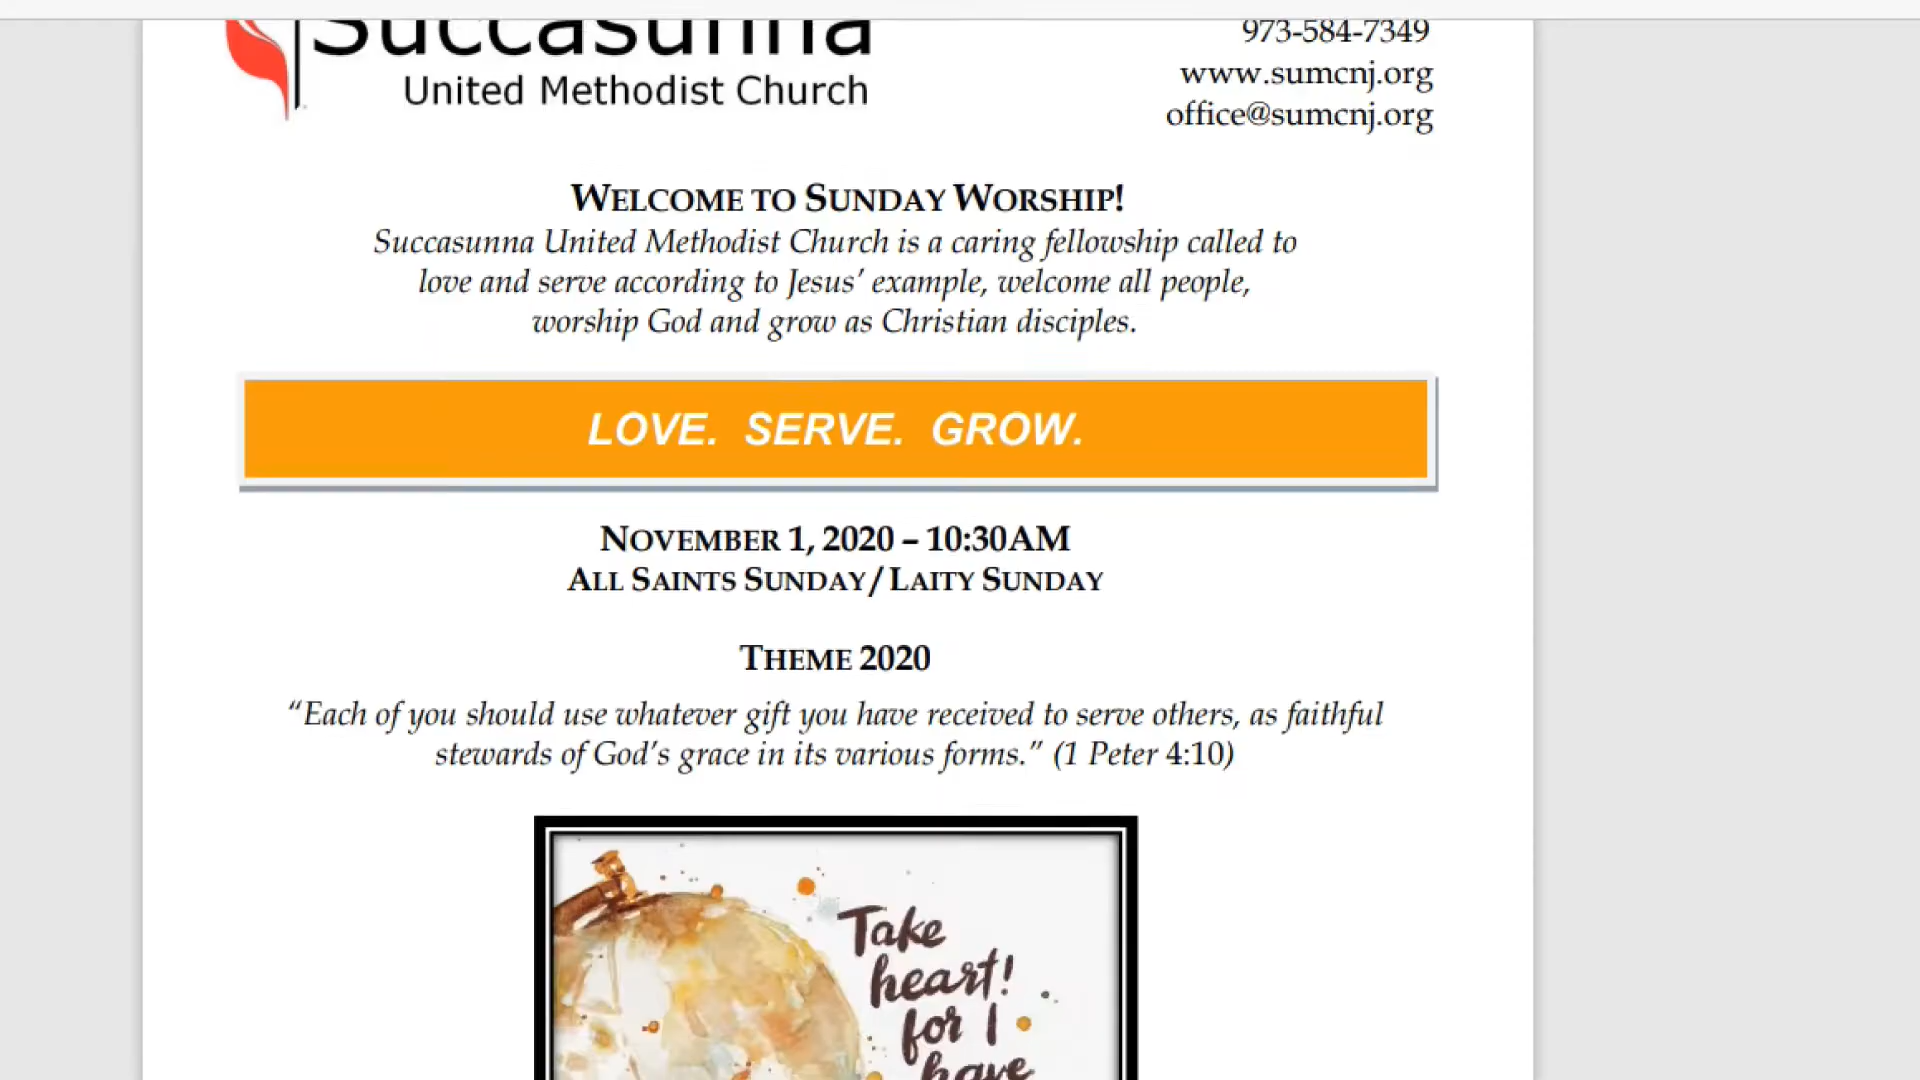 Succasunna
United Methodist Church
973-584-7349
www.sumcnj.org
office@sumcnj.org
WELCOME TO SUNDAY WORSHIP!
Succasunna United Methodist Church is a caring fellowship called to
love and serve according to Jesus’ example, welcome all people,
worship God and grow as Christian disciples.
LOVE. SERVE. GROW.
NOVEMBER 1, 2020 – 10:30AM
ALL SAINTS SUNDAY/LAITY SUNDAY
THEME 2020
“Each of you should use whatever gift you have received to serve others, as faithful
stewards of God’s grace in its various forms.” (1 Peter 4:10)
Take
heart!
for I
have